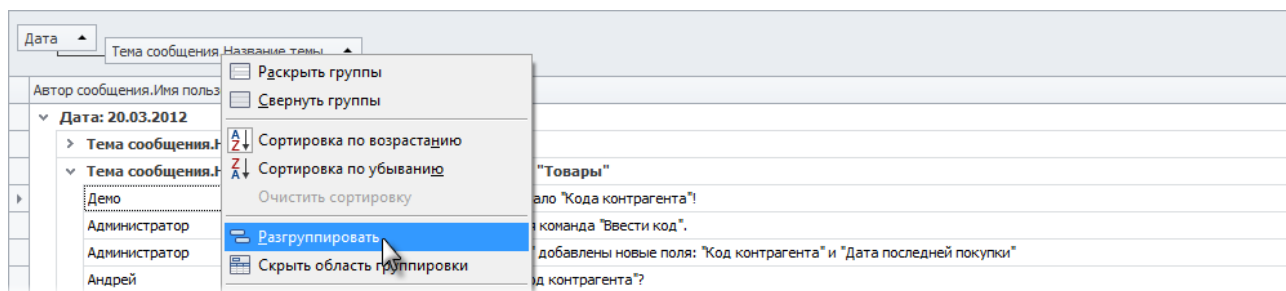 Дата
Тема сообщения.Название темы
Раскрыть группы
Автор сообщения.Имя польз
Свернуть группы
Дата: 20.03.2012
Тема сообщения.Н
Сортировка по возрастанию
Тема сообщения.Н
Сортировка по убыванию
"Товары"
Демо
Очистить сортировку
ало "Кода контрагента"!
Администратор
Разгруппировать
команда "Ввести код".
Администратор
Скрыть область группировки
" добавлены новые поля: "Код контрагента" и "Дата последней покупки"
Андрей
од контрагента"?